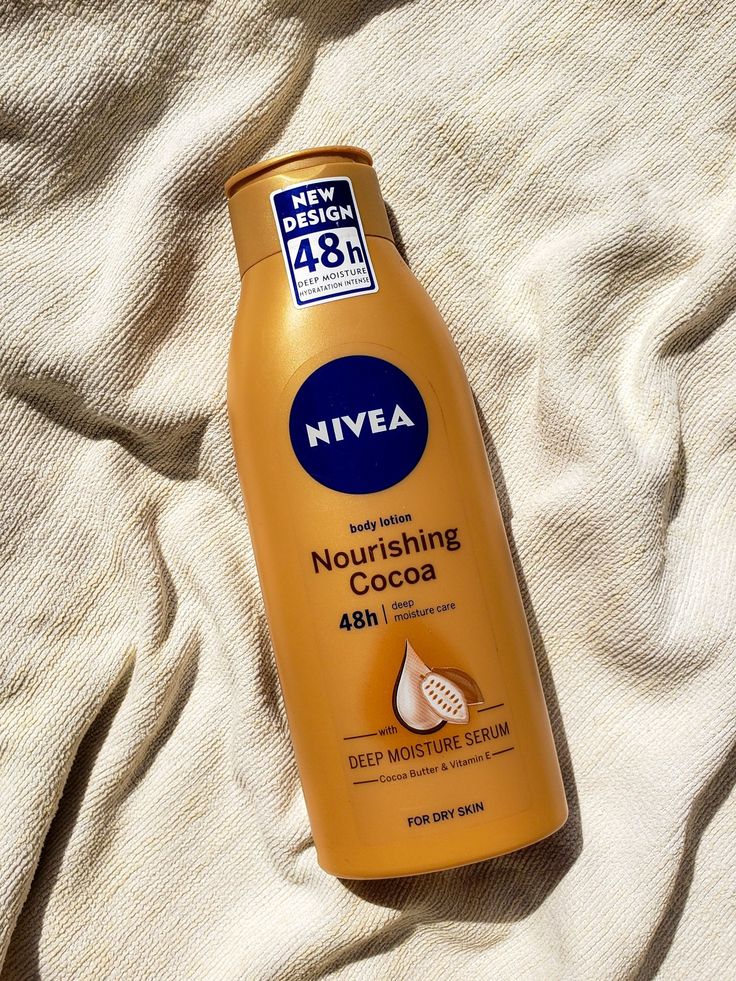 NEW
DESIGN
48h
DEEP MOISTURE
HYDRATATION INTENSE
NIVEA
body lotion
Nourishing
Cocoa
48h | deep
moisture care
with
DEEP MOISTURE SERUM
Cocoa Butter & Vitamin E
FOR DRY SKIN